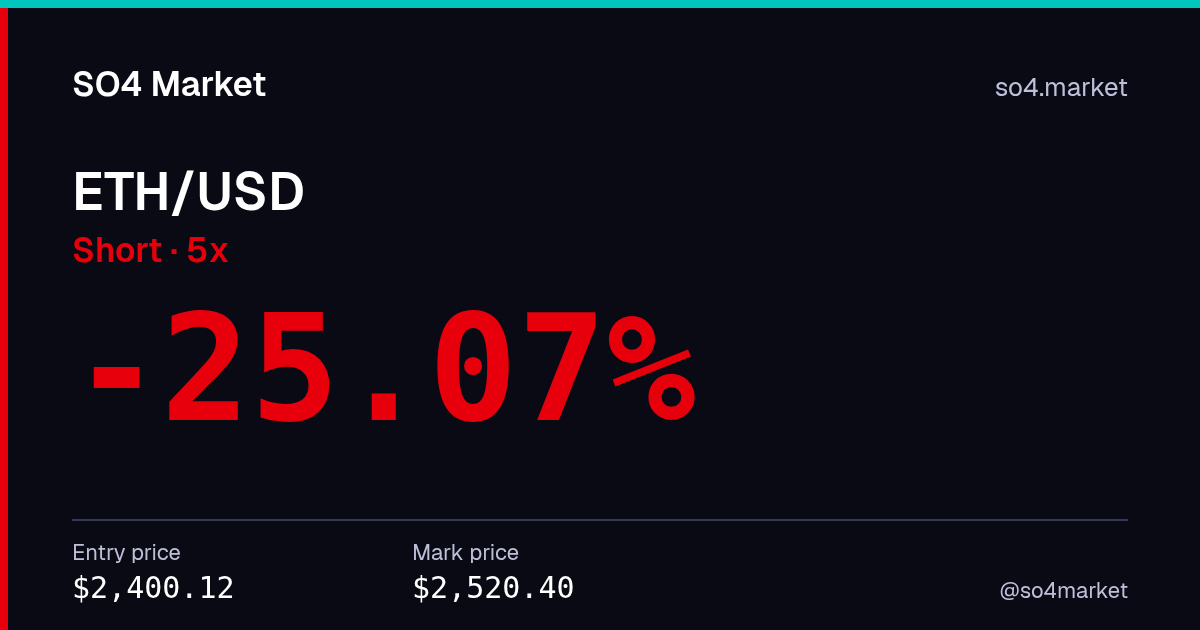 SO4 Market
so4.market
ETH/USD
Short · 5x
-25.07%
Entry price
Mark price
$2,400.12
$2,520.40
@so4market